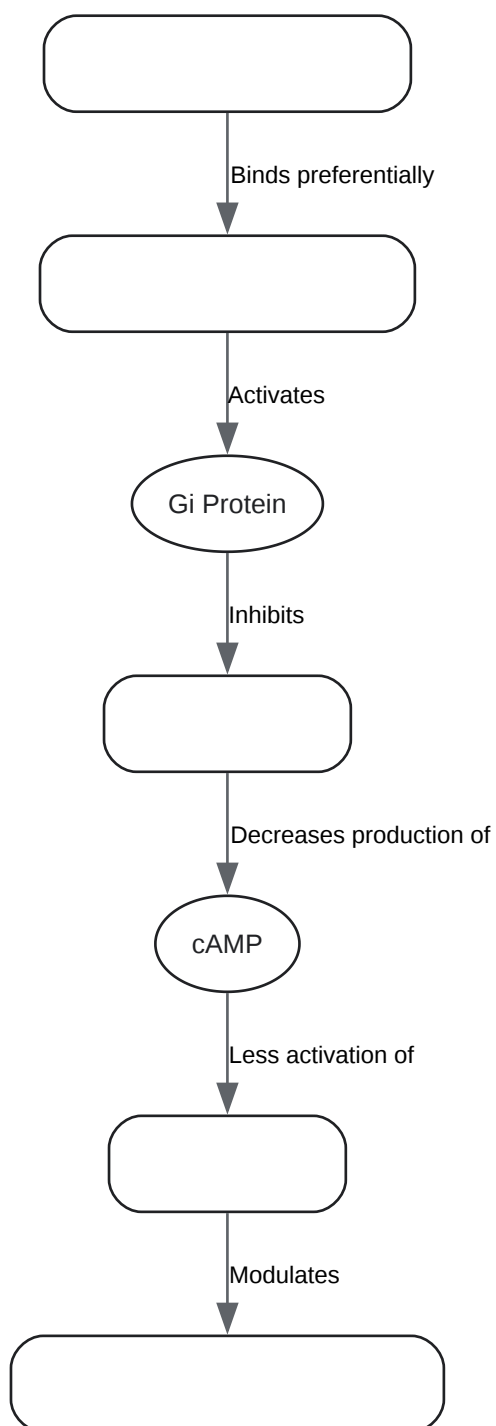 Binds preferentially
Activates
Gi Protein
Inhibits
Decreases production of
cAMP
Less activation of
Modulates